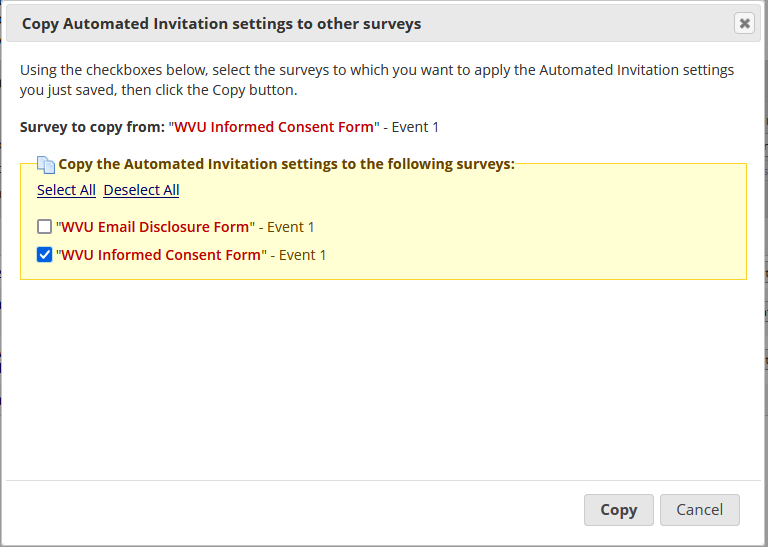 Copy Automated Invitation settings to other surveys
Using the checkboxes below, select the surveys to which you want to apply the Automated Invitation settings
you just saved, then click the Copy button.
Survey to copy from: "WVU Informed Consent Form" - Event 1
Copy the Automated Invitation settings to the following surveys:
Select All Deselect All
"WVU Email Disclosure Form" - Event 1
"WVU Informed Consent Form" - Event 1
Copy Cancel